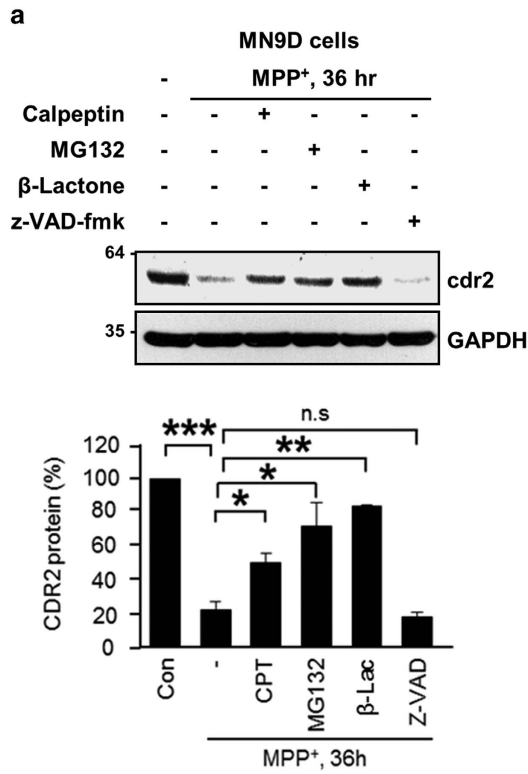 a
MN9D cells
- MPP⁺, 36 hr
Calpeptin - - + - - -
MG132 - - - + - -
β-Lactone - - - - + -
z-VAD-fmk - - - - - +
64
cdr2
35
GAPDH
n.s
***
**
*
*
CDR2 protein (%)
120
100
80
60
40
20
0
Con
-
CPT
MG132
β-Lac
Z-VAD
MPP⁺, 36h